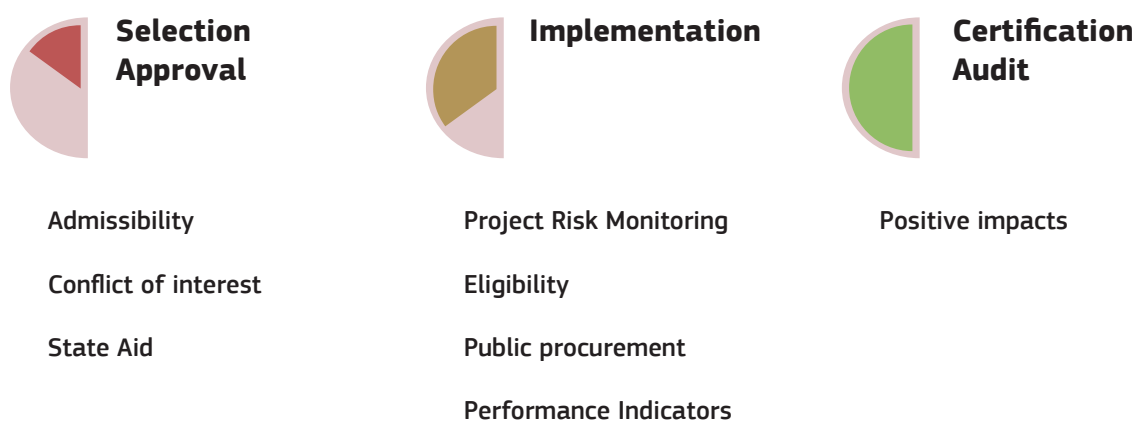 Selection
Approval
Admissibility
Conflict of interest
State Aid
Implementation
Project Risk Monitoring
Eligibility
Public procurement
Performance Indicators
Certification
Audit
Positive impacts